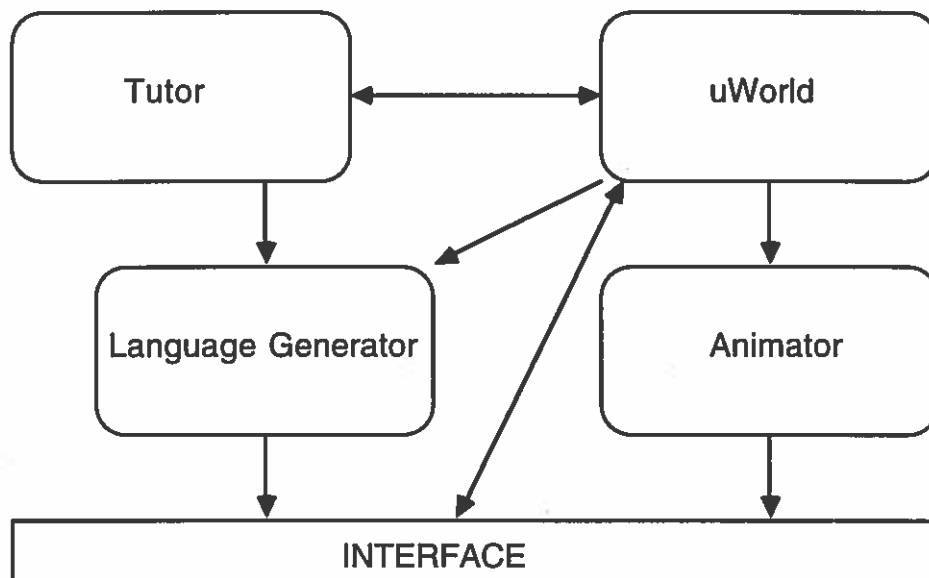 Tutor
uWorld
Language Generator
Animator
INTERFACE